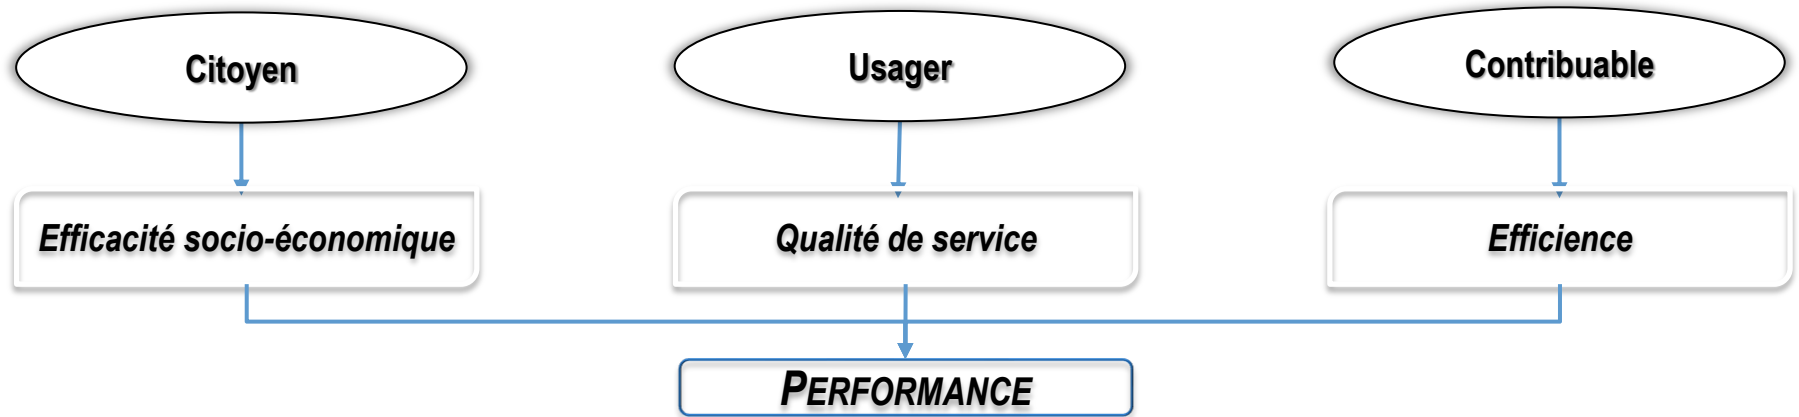 Citoyen
Usager
Contribuable
Efficacité socio-économique
Qualité de service
Efficience
PERFORMANCE